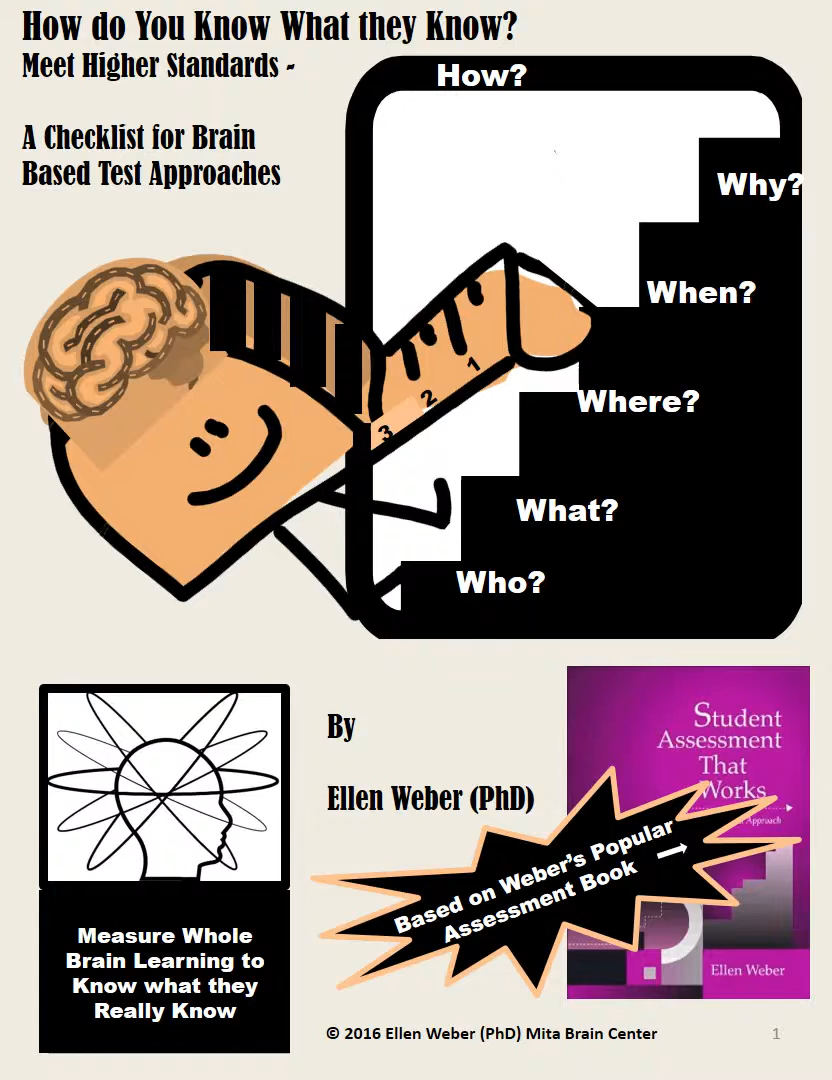 How do You Know What they Know?
Meet Higher Standards -
A Checklist for Brain
Based Test Approaches
How?
Why?
When?
Where?
What?
Who?
1
2
3
By
Ellen Weber (PhD)
Student
Assessment
That
Works
Approach
Based on Weber's Popular
Assessment Book
Ellen Weber
Measure Whole
Brain Learning to
Know what they
Really Know
© 2016 Ellen Weber (PhD) Mita Brain Center
1